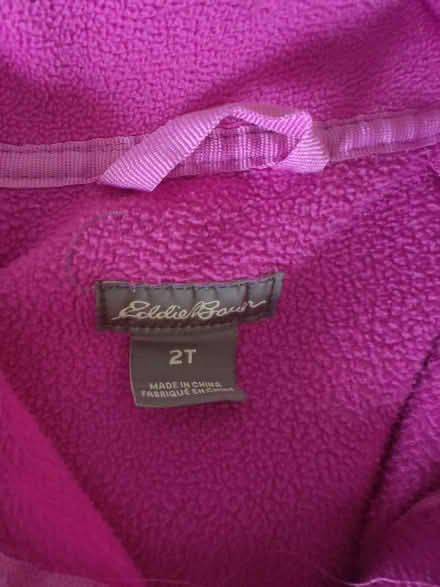 Eddie Bauer
2T
MADE IN CHINA
FABRIQUÉ EN CHINE